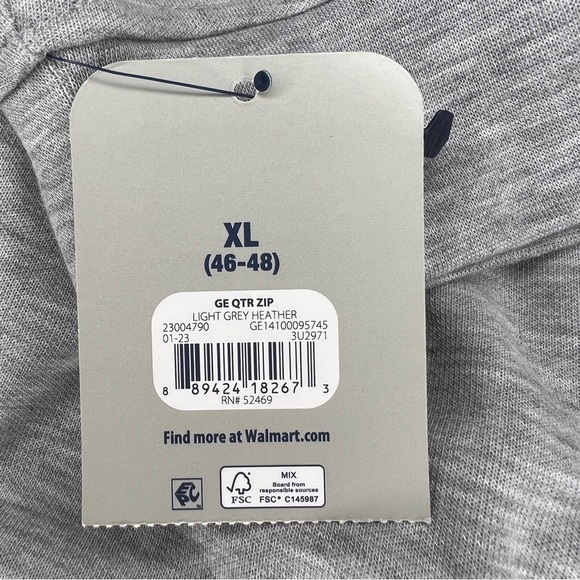 XL
(46-48)
GE QTR ZIP
LIGHT GREY HEATHER
23004790 GE14100095745
01-23 3U2971
8 89424 18267 3
RN# 52469
Find more at Walmart.com
EPC
FSC
MIX
Board from
responsible sources
FSC® C145987